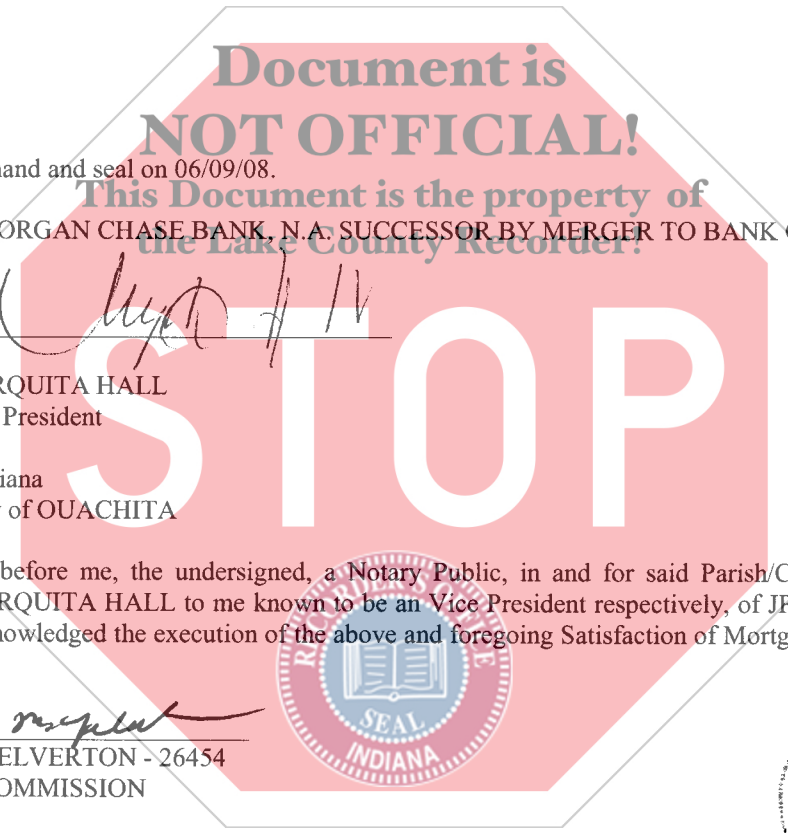 Document is
NOT OFFICIAL!
and and seal on 06/09/08.
This Document is the property of
ORGAN CHASE BANK, N.A. SUCCESSOR BY MERGER TO BANK
the Lake County Recorder!
STOP
RQUITA HALL
President
iana
of OUACHITA
before me, the undersigned, a Notary Public, in and for said Parish/C
RQUITA HALL to me known to be an Vice President respectively, of JP
nowledged the execution of the above and foregoing Satisfaction of Mortg
RECORDER'S OFFICE
SEAL
INDIANA
ELVERTON - 26454
OMMISSION